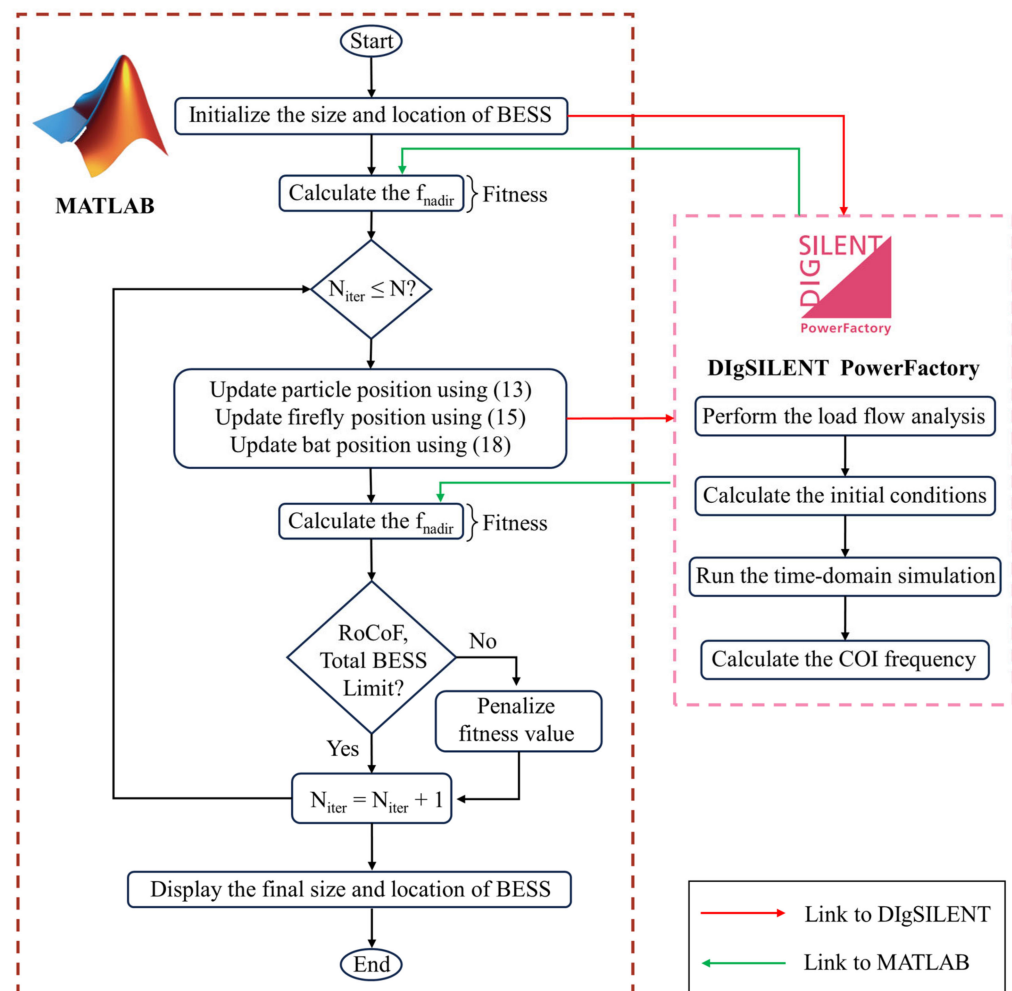 Start
Initialize the size and location of BESS
MATLAB
Calculate the f_nadir } Fitness
N_iter ≤ N?
Update particle position using (13)
Update firefly position using (15)
Update bat position using (18)
Calculate the f_nadir } Fitness
RoCoF,
Total BESS
Limit?
No
Yes
Penalize
fitness value
N_iter = N_iter + 1
Display the final size and location of BESS
End
DIG
SILENT
PowerFactory
DIgSILENT PowerFactory
Perform the load flow analysis
Calculate the initial conditions
Run the time-domain simulation
Calculate the COI frequency
Link to DIgSILENT
Link to MATLAB